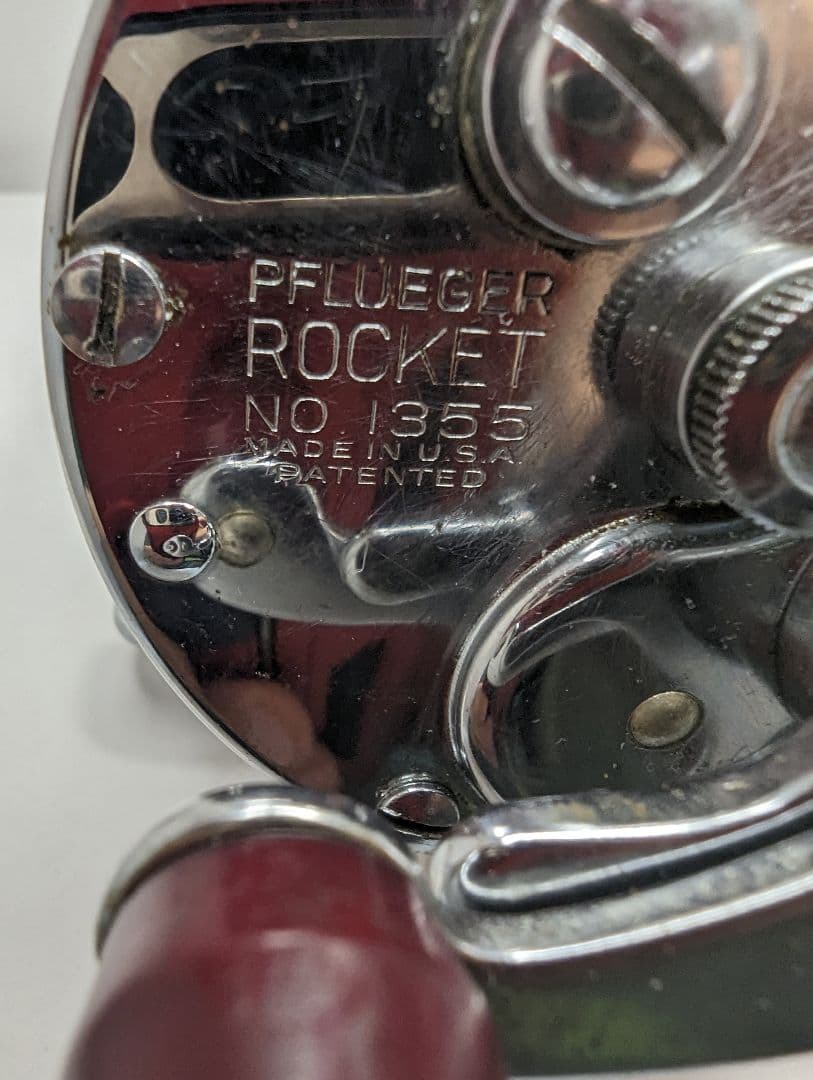 PFLUEGER
ROCKET
NO. 1355
MADE IN U.S.A.
PATENTED